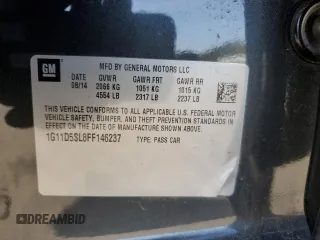 GM
MFD BY GENERAL MOTORS LLC
DATE GVWR GAWR FRT GAWR RR
08/14 2066 KG 1051 KG 1015 KG
4554 LB 2317 LB 2237 LB
THIS VEHICLE CONFORMS TO ALL APPLICABLE U.S. FEDERAL MOTOR
VEHICLE SAFETY, BUMPER, AND THEFT PREVENTION STANDARDS IN
EFFECT ON THE DATE OF MANUFACTURE SHOWN ABOVE.
1G11D5SL8FF146237 TYPE: PASS CAR